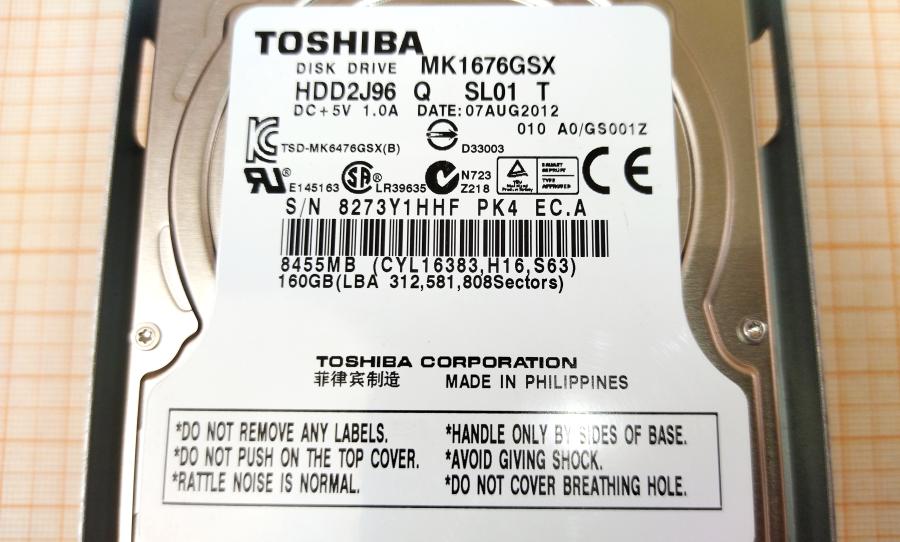 TOSHIBA
DISK DRIVE MK1676GSX
HDD2J96 Q SL01 T
DC+5V 1.0A DATE:07AUG2012
010 A0/GS001Z
TSD-MK6476GSX(B) D33003
E145163 LR39635 N723
Z218
CE
S/N 8273Y1HHF PK4 EC.A
8455MB (CYL16383,H16,S63)
160GB(LBA 312,581,808Sectors)
TOSHIBA CORPORATION
菲律宾制造 MADE IN PHILIPPINES
*DO NOT REMOVE ANY LABELS. *HANDLE ONLY BY SIDES OF BASE.
*DO NOT PUSH ON THE TOP COVER. *AVOID GIVING SHOCK.
*RATTLE NOISE IS NORMAL. *DO NOT COVER BREATHING HOLE.